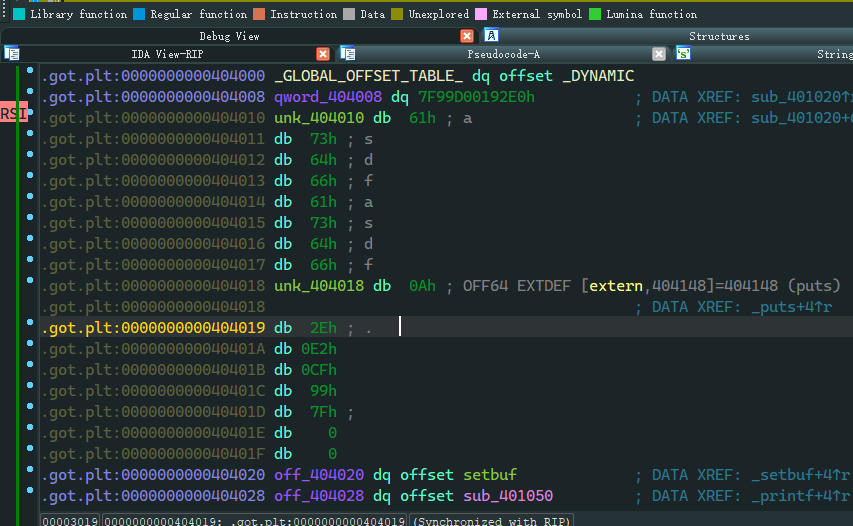 Library function Regular function Instruction Data Unexplored External symbol Lumina function
Debug View Structures
IDA View-RIP Pseudocode-A String
.got.plt:0000000000404000 _GLOBAL_OFFSET_TABLE_ dq offset _DYNAMIC
.got.plt:0000000000404008 qword_404008 dq 7F99D00192E0h ; DATA XREF: sub_401020↑r
RSI .got.plt:0000000000404010 unk_404010 db 61h ; a ; DATA XREF: sub_401020+
.got.plt:0000000000404011 db 73h ; s
.got.plt:0000000000404012 db 64h ; d
.got.plt:0000000000404013 db 66h ; f
.got.plt:0000000000404014 db 61h ; a
.got.plt:0000000000404015 db 73h ; s
.got.plt:0000000000404016 db 64h ; d
.got.plt:0000000000404017 db 66h ; f
.got.plt:0000000000404018 unk_404018 db 0Ah ; OFF64 EXTDEF [extern,404148]=404148 (puts)
.got.plt:0000000000404018 ; DATA XREF: _puts+4↑r
.got.plt:0000000000404019 db 2Eh ; .
.got.plt:000000000040401A db 0E2h
.got.plt:000000000040401B db 0CFh
.got.plt:000000000040401C db 99h
.got.plt:000000000040401D db 7Fh ;
.got.plt:000000000040401E db 0
.got.plt:000000000040401F db 0
.got.plt:0000000000404020 off_404020 dq offset setbuf ; DATA XREF: _setbuf+4↑r
.got.plt:0000000000404028 off_404028 dq offset sub_401050 ; DATA XREF: _printf+4↑r
00003019 0000000000404019: .got.plt:0000000000404019 (Synchronized with RIP)